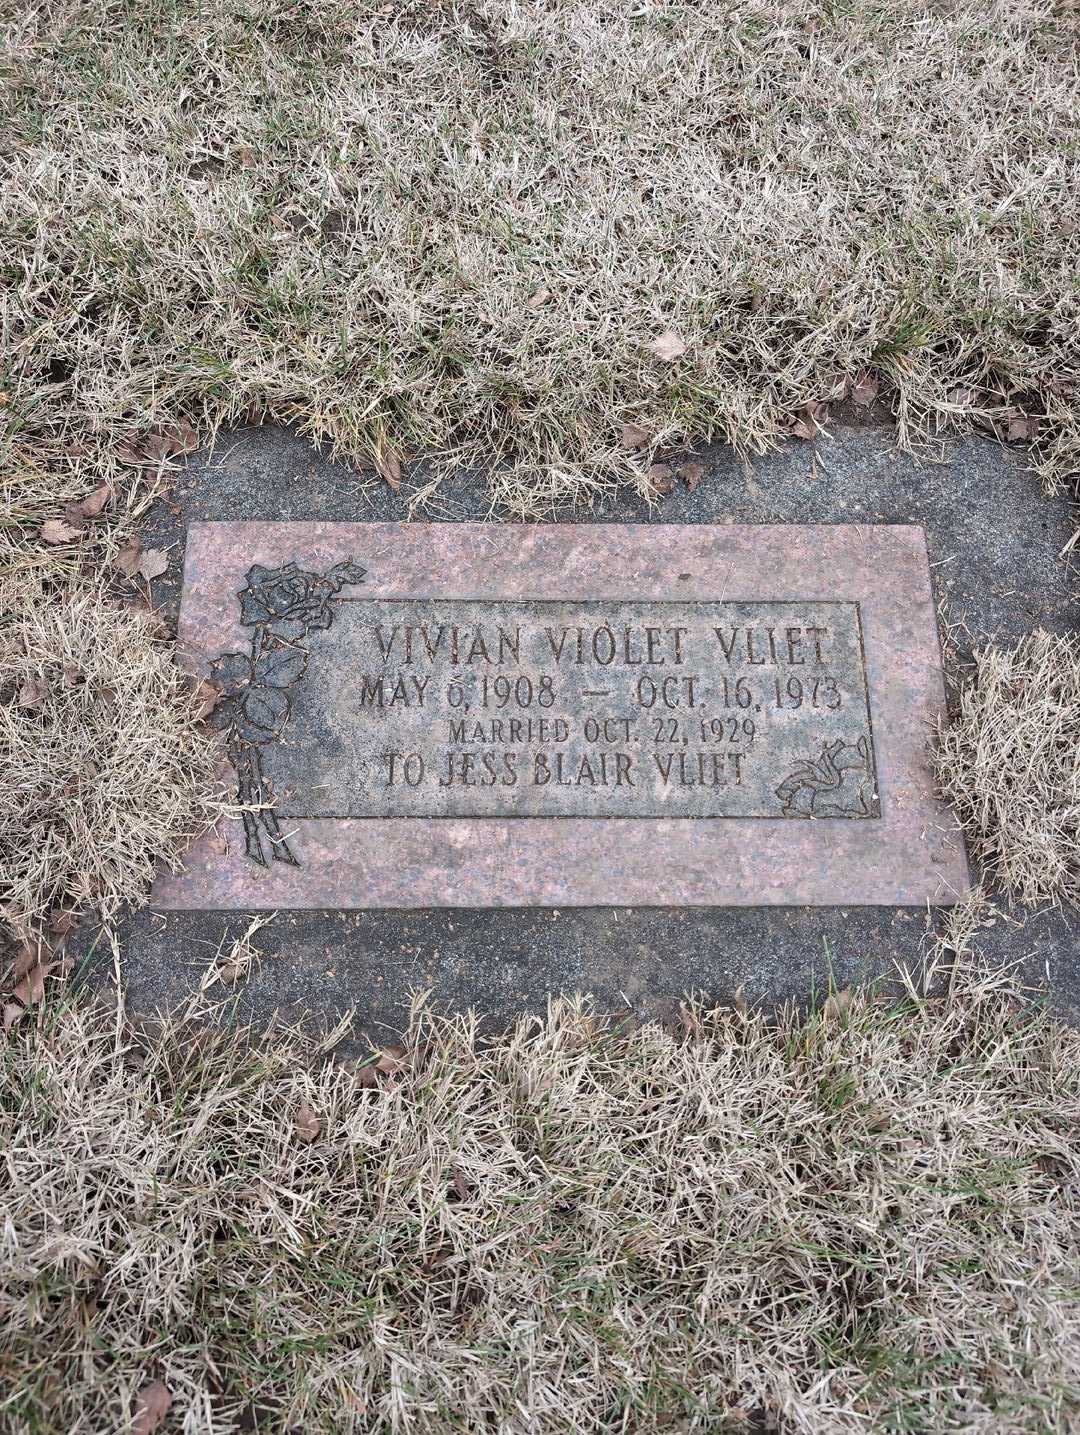 VIVIAN VIOLET VLIET
MAY 6, 1908 — OCT. 16, 1973
MARRIED OCT. 22, 1929
TO JESS BLAIR VLIET